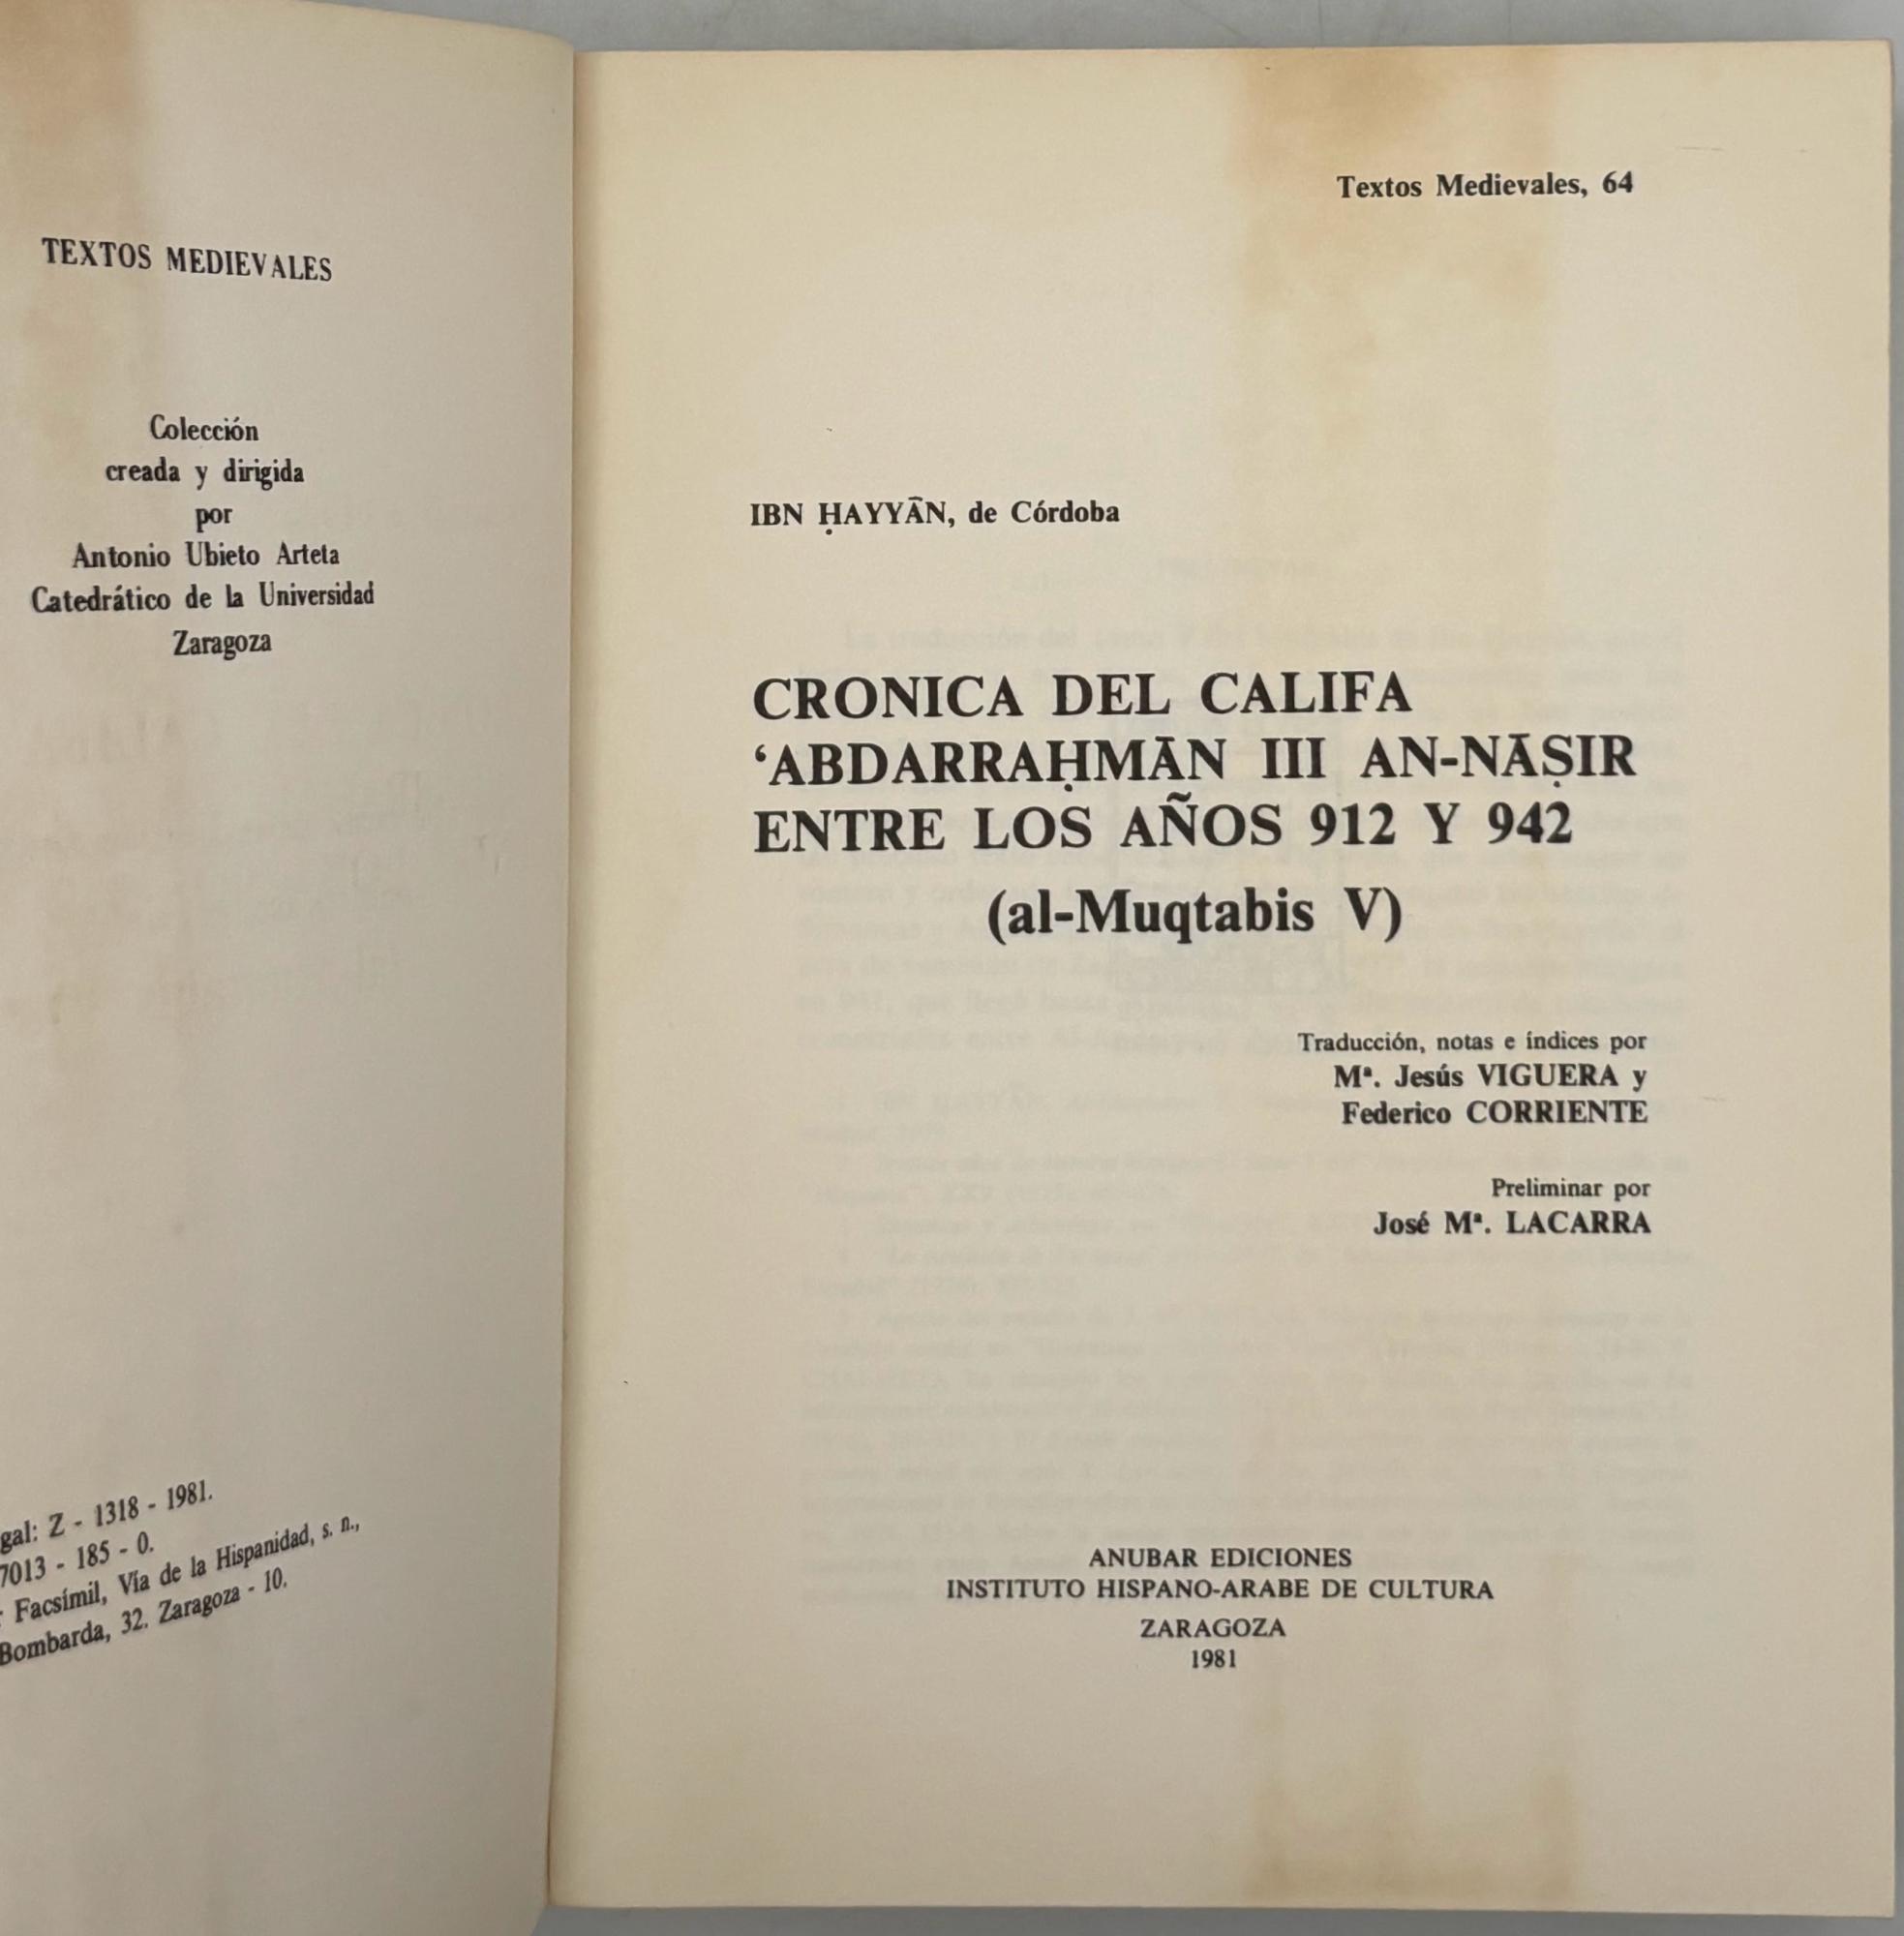 TEXTOS MEDIEVALES
Colección
creada y dirigida
por
Antonio Ubieto Arteta
Catedrático de la Universidad
Zaragoza
gal: Z - 1318 - 1981.
7013 - 185 - 0.
: Facsímil, Vía de la Hispanidad, s. n.,
Bombarda, 32. Zaragoza - 10.
Textos Medievales, 64
IBN ḤAYYĀN, de Córdoba
CRONICA DEL CALIFA
‘ABDARRAḤMĀN III AN-NĀṢIR
ENTRE LOS AÑOS 912 Y 942
(al-Muqtabis V)
Traducción, notas e índices por
Mª. Jesús VIGUERA y
Federico CORRIENTE
Preliminar por
José Mª. LACARRA
ANUBAR EDICIONES
INSTITUTO HISPANO-ARABE DE CULTURA
ZARAGOZA
1981